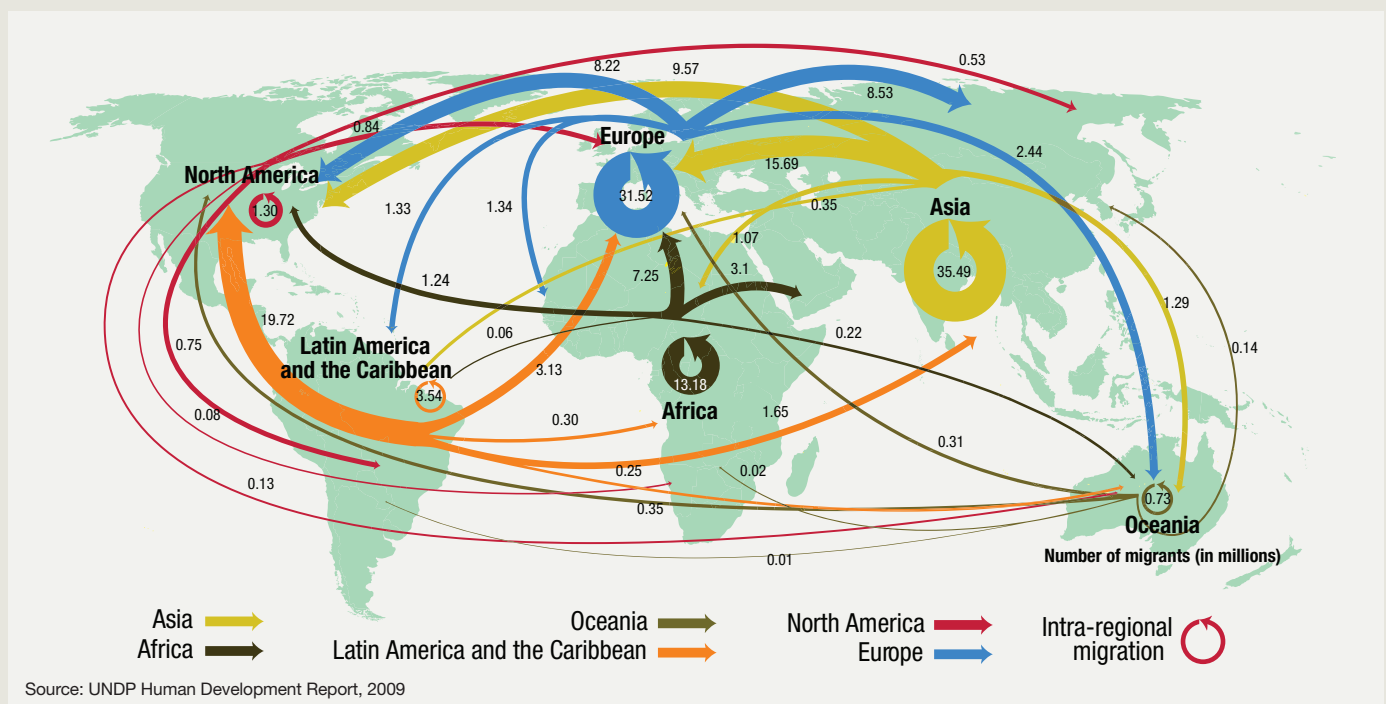 0.53
8.22
9.57
8.53
0.84
Europe
2.44
15.69
North America
31.52
0.35
Asia
1.30
1.33
1.34
1.07
7.25
3.1
35.49
1.24
1.29
19.72
0.06
0.22
0.75
Latin America
and the Caribbean
0.14
3.13
3.54
13.18
Africa
0.08
0.30
1.65
0.31
0.25
0.02
0.13
0.35
0.73
Oceania
0.01
Number of migrants (in millions)
Asia
Oceania
North America
Intra-regional
migration
Africa
Latin America and the Caribbean
Europe
Source: UNDP Human Development Report, 2009